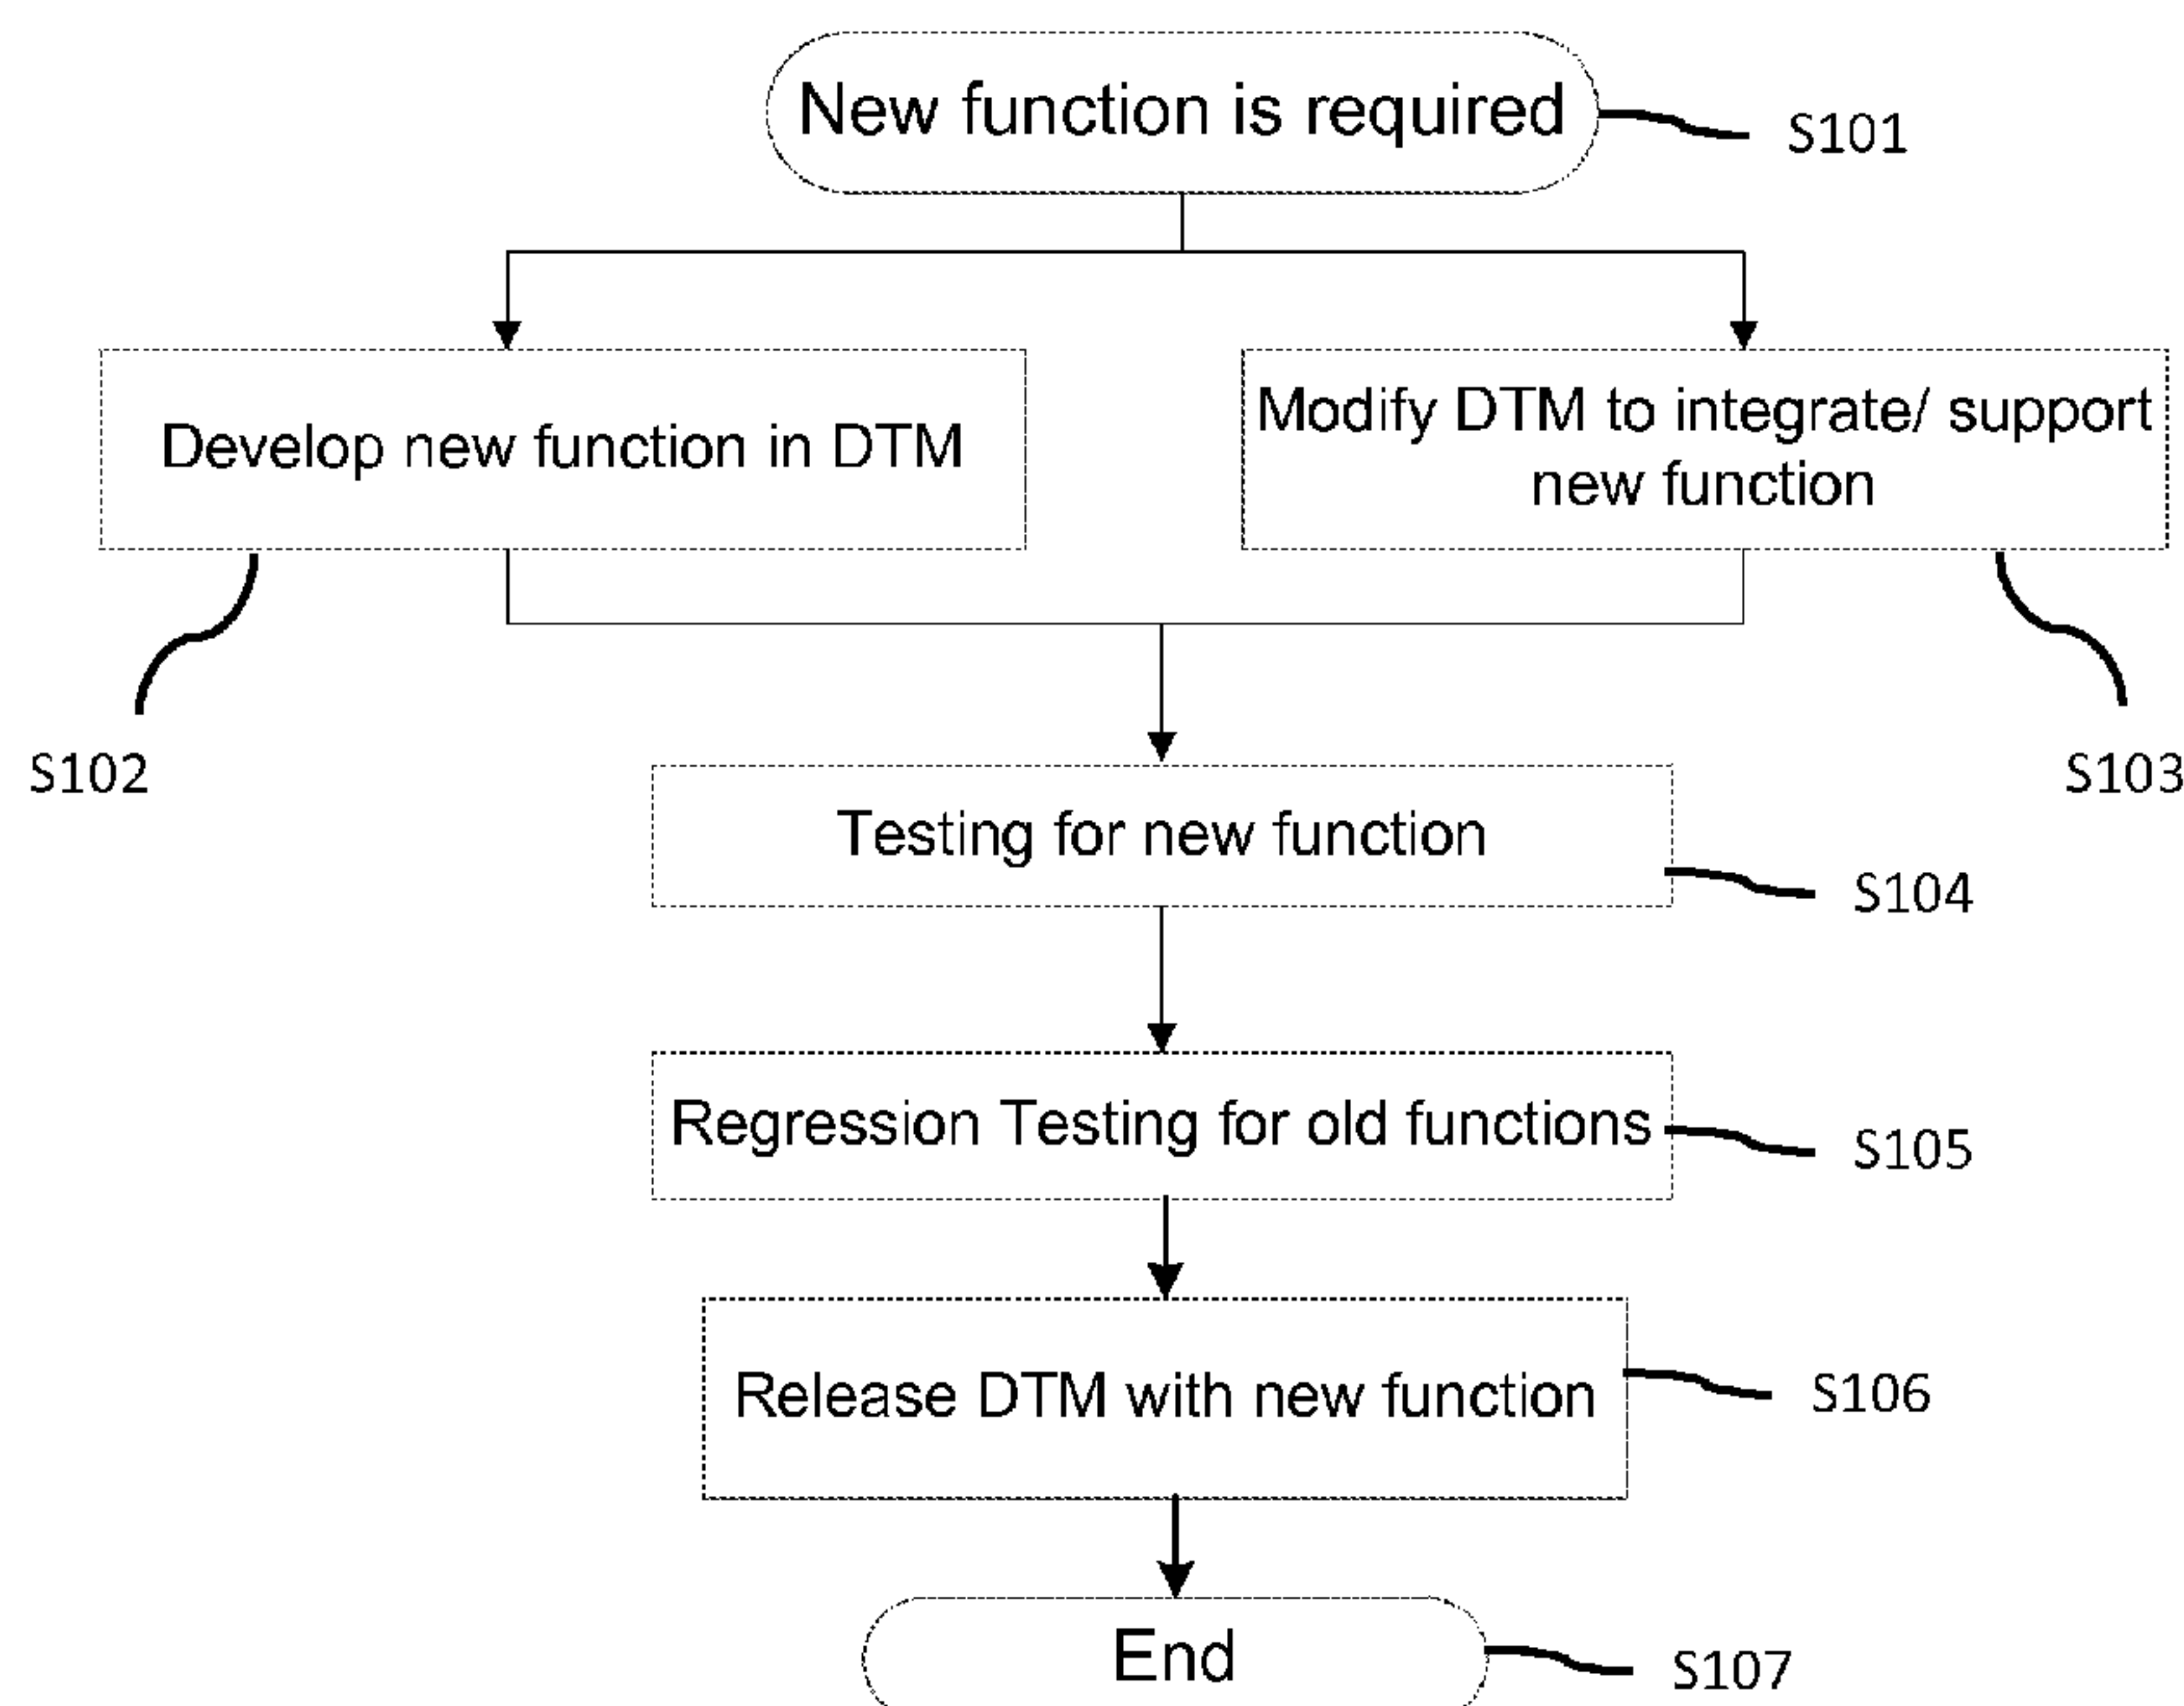 New function is required
S101
Develop new function in DTM
Modify DTM to integrate/ support
new function
S102
S103
Testing for new function
S104
Regression Testing for old functions
S105
Release DTM with new function
S106
End
S107